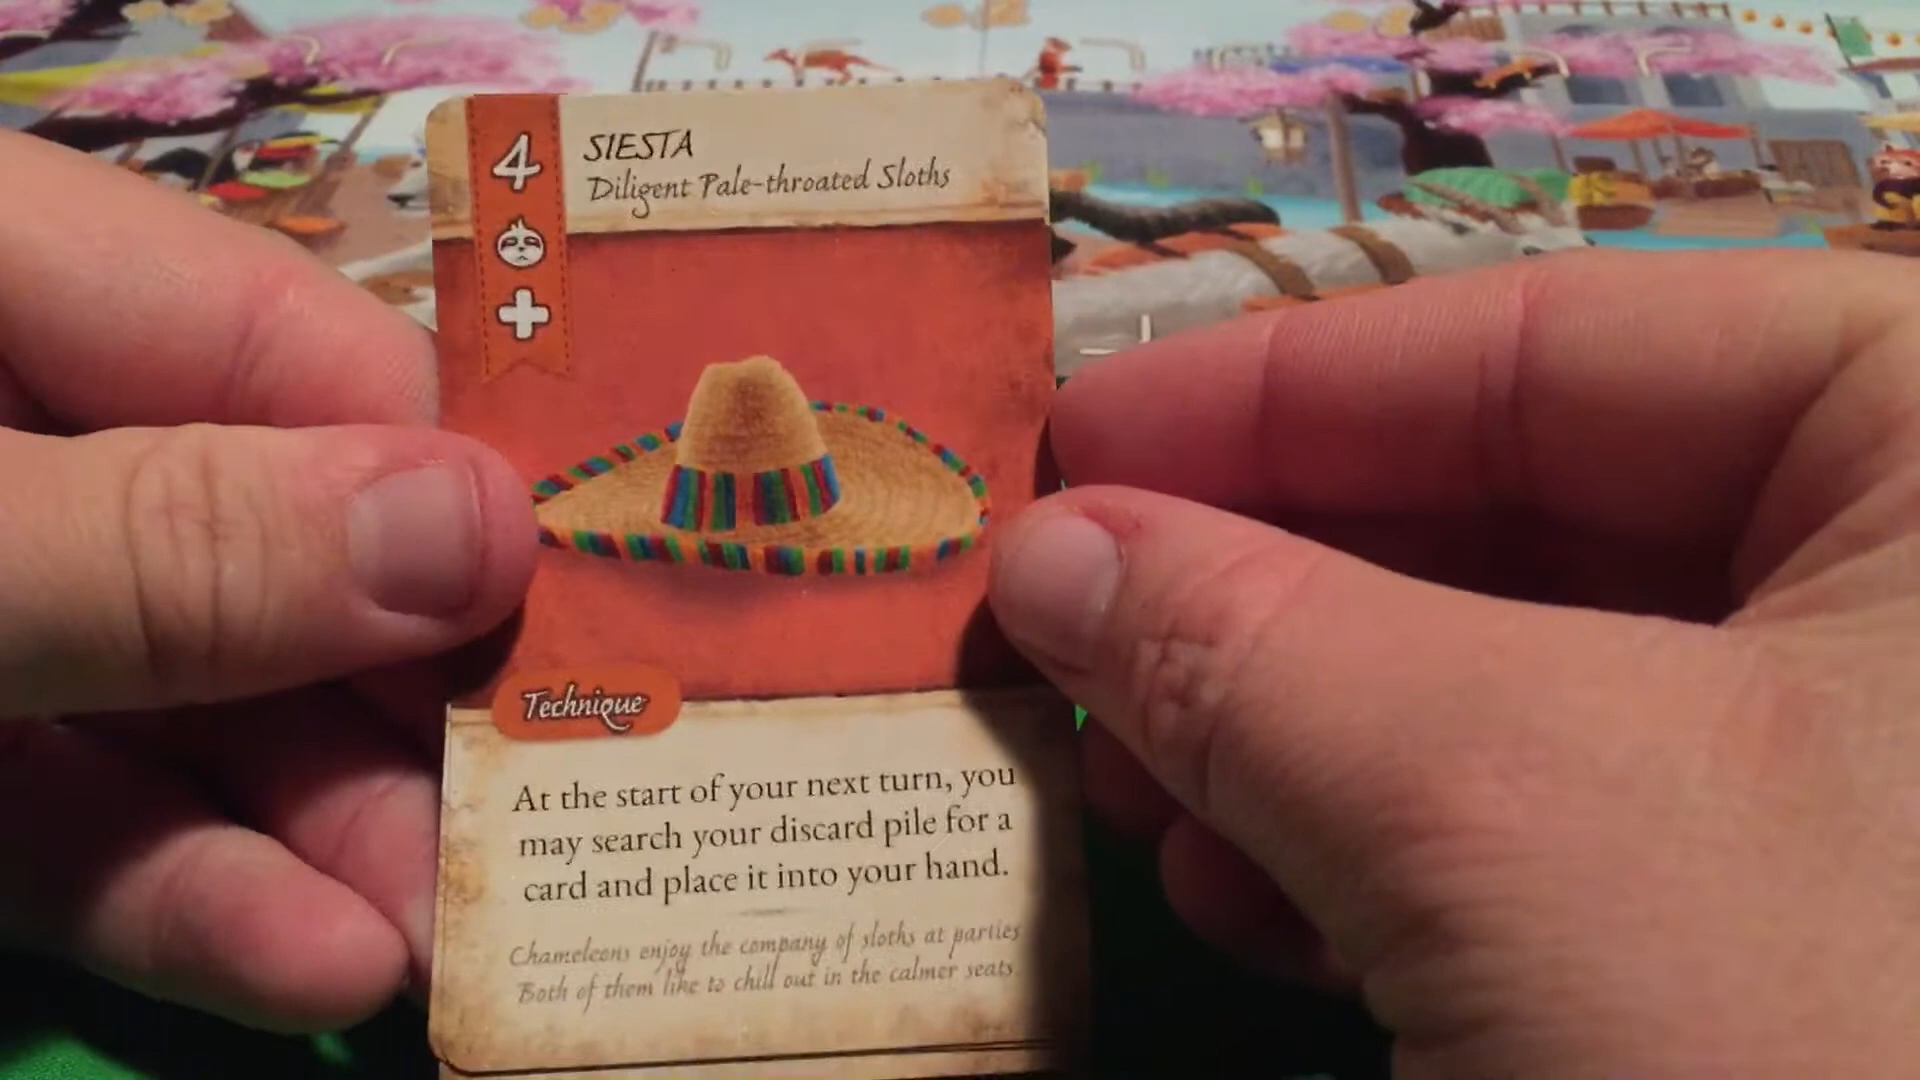 4
SIESTA
Diligent Pale-throated Sloths
Technique
At the start of your next turn, you
may search your discard pile for a
card and place it into your hand.
Chameleons enjoy the company of sloths at parties
Both of them like to chill out in the calmer seats.